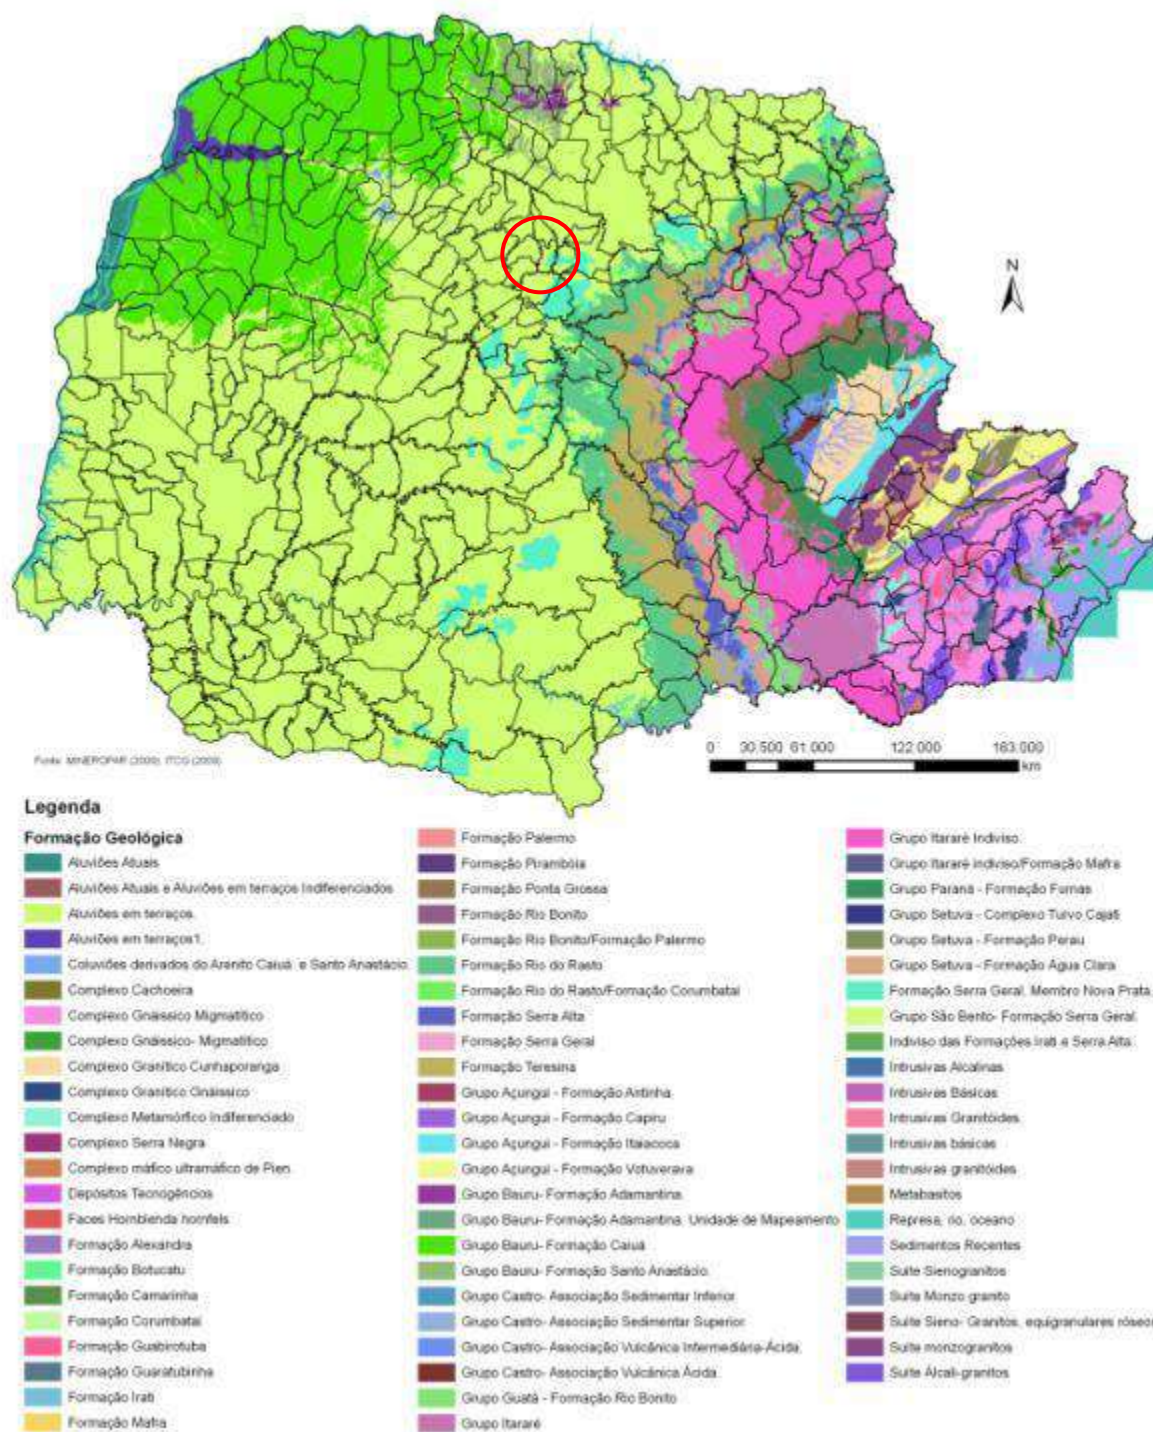 N
0 30.500 61.000 122.000 183.000
km
Fonte: MINEROPAR (2009); ITCG (2009)
Legenda
Formação Geológica
Aluviões Atuais
Aluviões Atuais e Aluviões em terraços Indiferenciados
Aluviões em terraços.
Aluviões em terraços1.
Coluviões derivados do Arenito Caiuá e Santo Anastácio.
Complexo Cachoeira
Complexo Gnáissico Migmatítico
Complexo Gnáissico- Migmatítico
Complexo Granítico Cunhaporanga
Complexo Granítico Gnáissico
Complexo Metamórfico Indiferenciado
Complexo Serra Negra
Complexo máfico ultramáfico de Pien
Depósitos Tecnogêncios
Faces Hornblenda hornfels
Formação Alexandra
Formação Botucatu
Formação Camarinha
Formação Corumbataí
Formação Guabirotuba
Formação Guaratubinha
Formação Irati
Formação Mafra
Formação Palermo
Formação Pirambóia
Formação Ponta Grossa
Formação Rio Bonito
Formação Rio Bonito/Formação Palermo
Formação Rio do Rasto
Formação Rio do Rasto/Formação Corumbataí
Formação Serra Alta
Formação Serra Geral
Formação Teresina
Grupo Açungui - Formação Antinha
Grupo Açungui - Formação Capiru
Grupo Açungui - Formação Itaiacoca
Grupo Açungui - Formação Votuverava
Grupo Bauru- Formação Adamantina
Grupo Bauru- Formação Adamantina. Unidade de Mapeamento
Grupo Bauru- Formação Caiuá
Grupo Bauru- Formação Santo Anastácio.
Grupo Castro- Associação Sedimentar Inferior
Grupo Castro- Associação Sedimentar Superior
Grupo Castro- Associação Vulcânica Intermediária-Ácida.
Grupo Castro- Associação Vulcânica Ácida.
Grupo Guatá - Formação Rio Bonito
Grupo Itararé
Grupo Itararé Indiviso.
Grupo Itararé indiviso/Formação Mafra
Grupo Paraná - Formação Furnas
Grupo Setuva - Complexo Turvo Cajati
Grupo Setuva - Formação Perau
Grupo Setuva - Formação Água Clara
Formação Serra Geral, Membro Nova Prata.
Grupo São Bento- Formação Serra Geral.
Indiviso das Formações Irati e Serra Alta.
Intrusivas Alcalinas
Intrusivas Básicas
Intrusivas Granitóides.
Intrusivas básicas
Intrusivas granitóides
Metabasitos
Represa, rio, oceano
Sedimentos Recentes
Suíte Sienogranitos
Suíte Monzo granito
Suíte Sieno- Granitos, equigranulares róseos
Suíte monzogranitos
Suíte Álcali-granitos